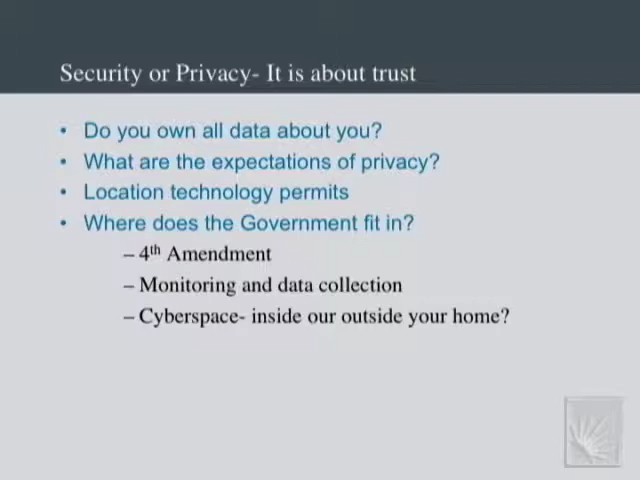 Security or Privacy- It is about trust
• Do you own all data about you?
• What are the expectations of privacy?
• Location technology permits
• Where does the Government fit in?
– 4th Amendment
– Monitoring and data collection
– Cyberspace- inside our outside your home?